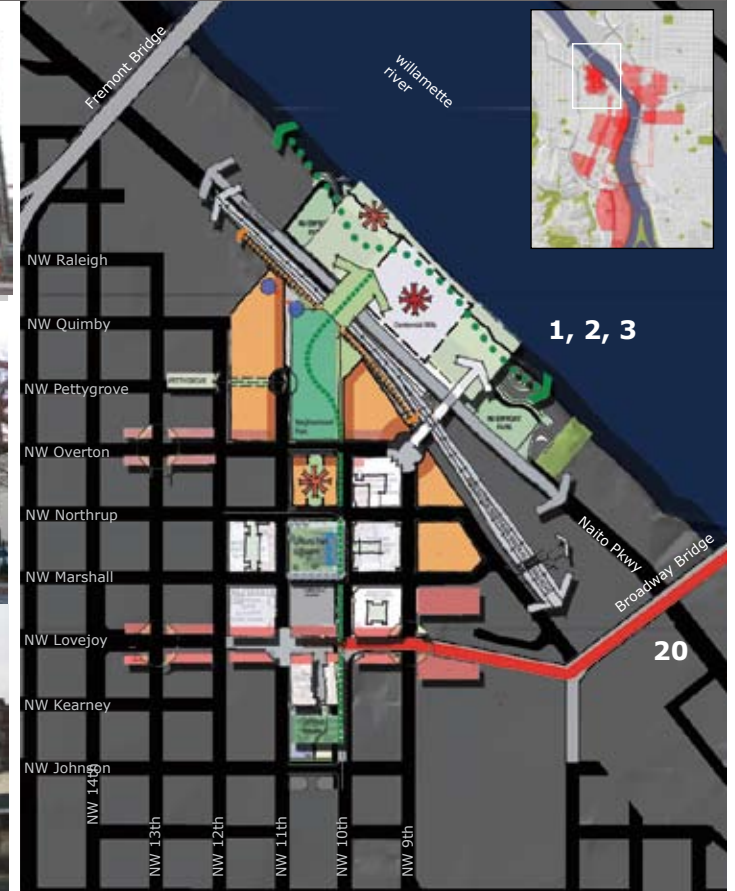 Fremont Bridge
willamette
river
NW Raleigh
NW Quimby
NW Pettygrove
NW Overton
NW Northrup
NW Marshall
NW Lovejoy
NW Kearney
NW Johnson
1, 2, 3
Centennial Mills
Neighborhood
Park
Naito Pkwy
Broadway Bridge
20
NW 14th
NW 13th
NW 12th
NW 11th
NW 10th
NW 9th